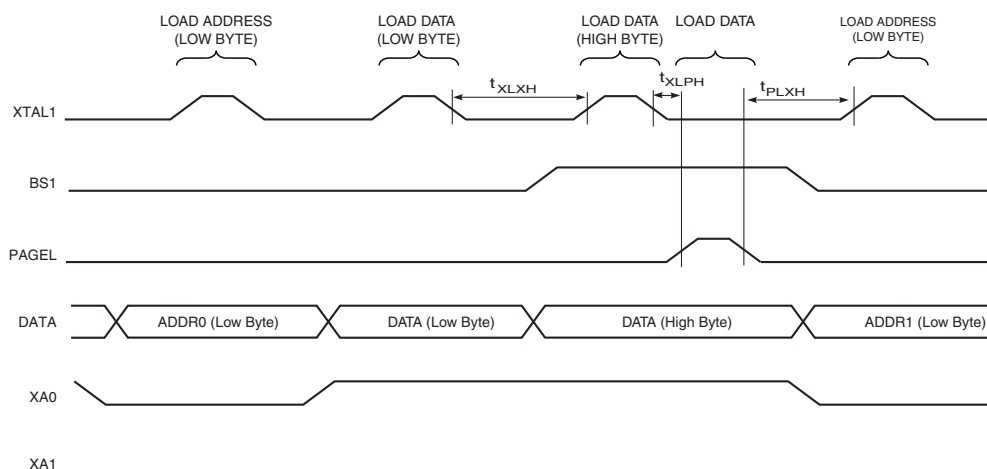 LOAD ADDRESS
(LOW BYTE)
LOAD DATA
(LOW BYTE)
LOAD DATA
(HIGH BYTE)
LOAD DATA
LOAD ADDRESS
(LOW BYTE)
tXLXH
tXLPH
tPLXH
XTAL1
BS1
PAGEL
DATA
ADDR0 (Low Byte)
DATA (Low Byte)
DATA (High Byte)
ADDR1 (Low Byte)
XA0
XA1